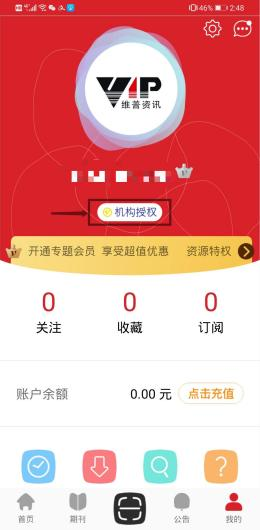 46% 2:48
VIP
维普资讯
机构授权
开通专题会员 享受超值优惠 资源特权
0 0 0
关注 收藏 订阅
账户余额 0.00 元 点击充值
首页 期刊 公告 我的